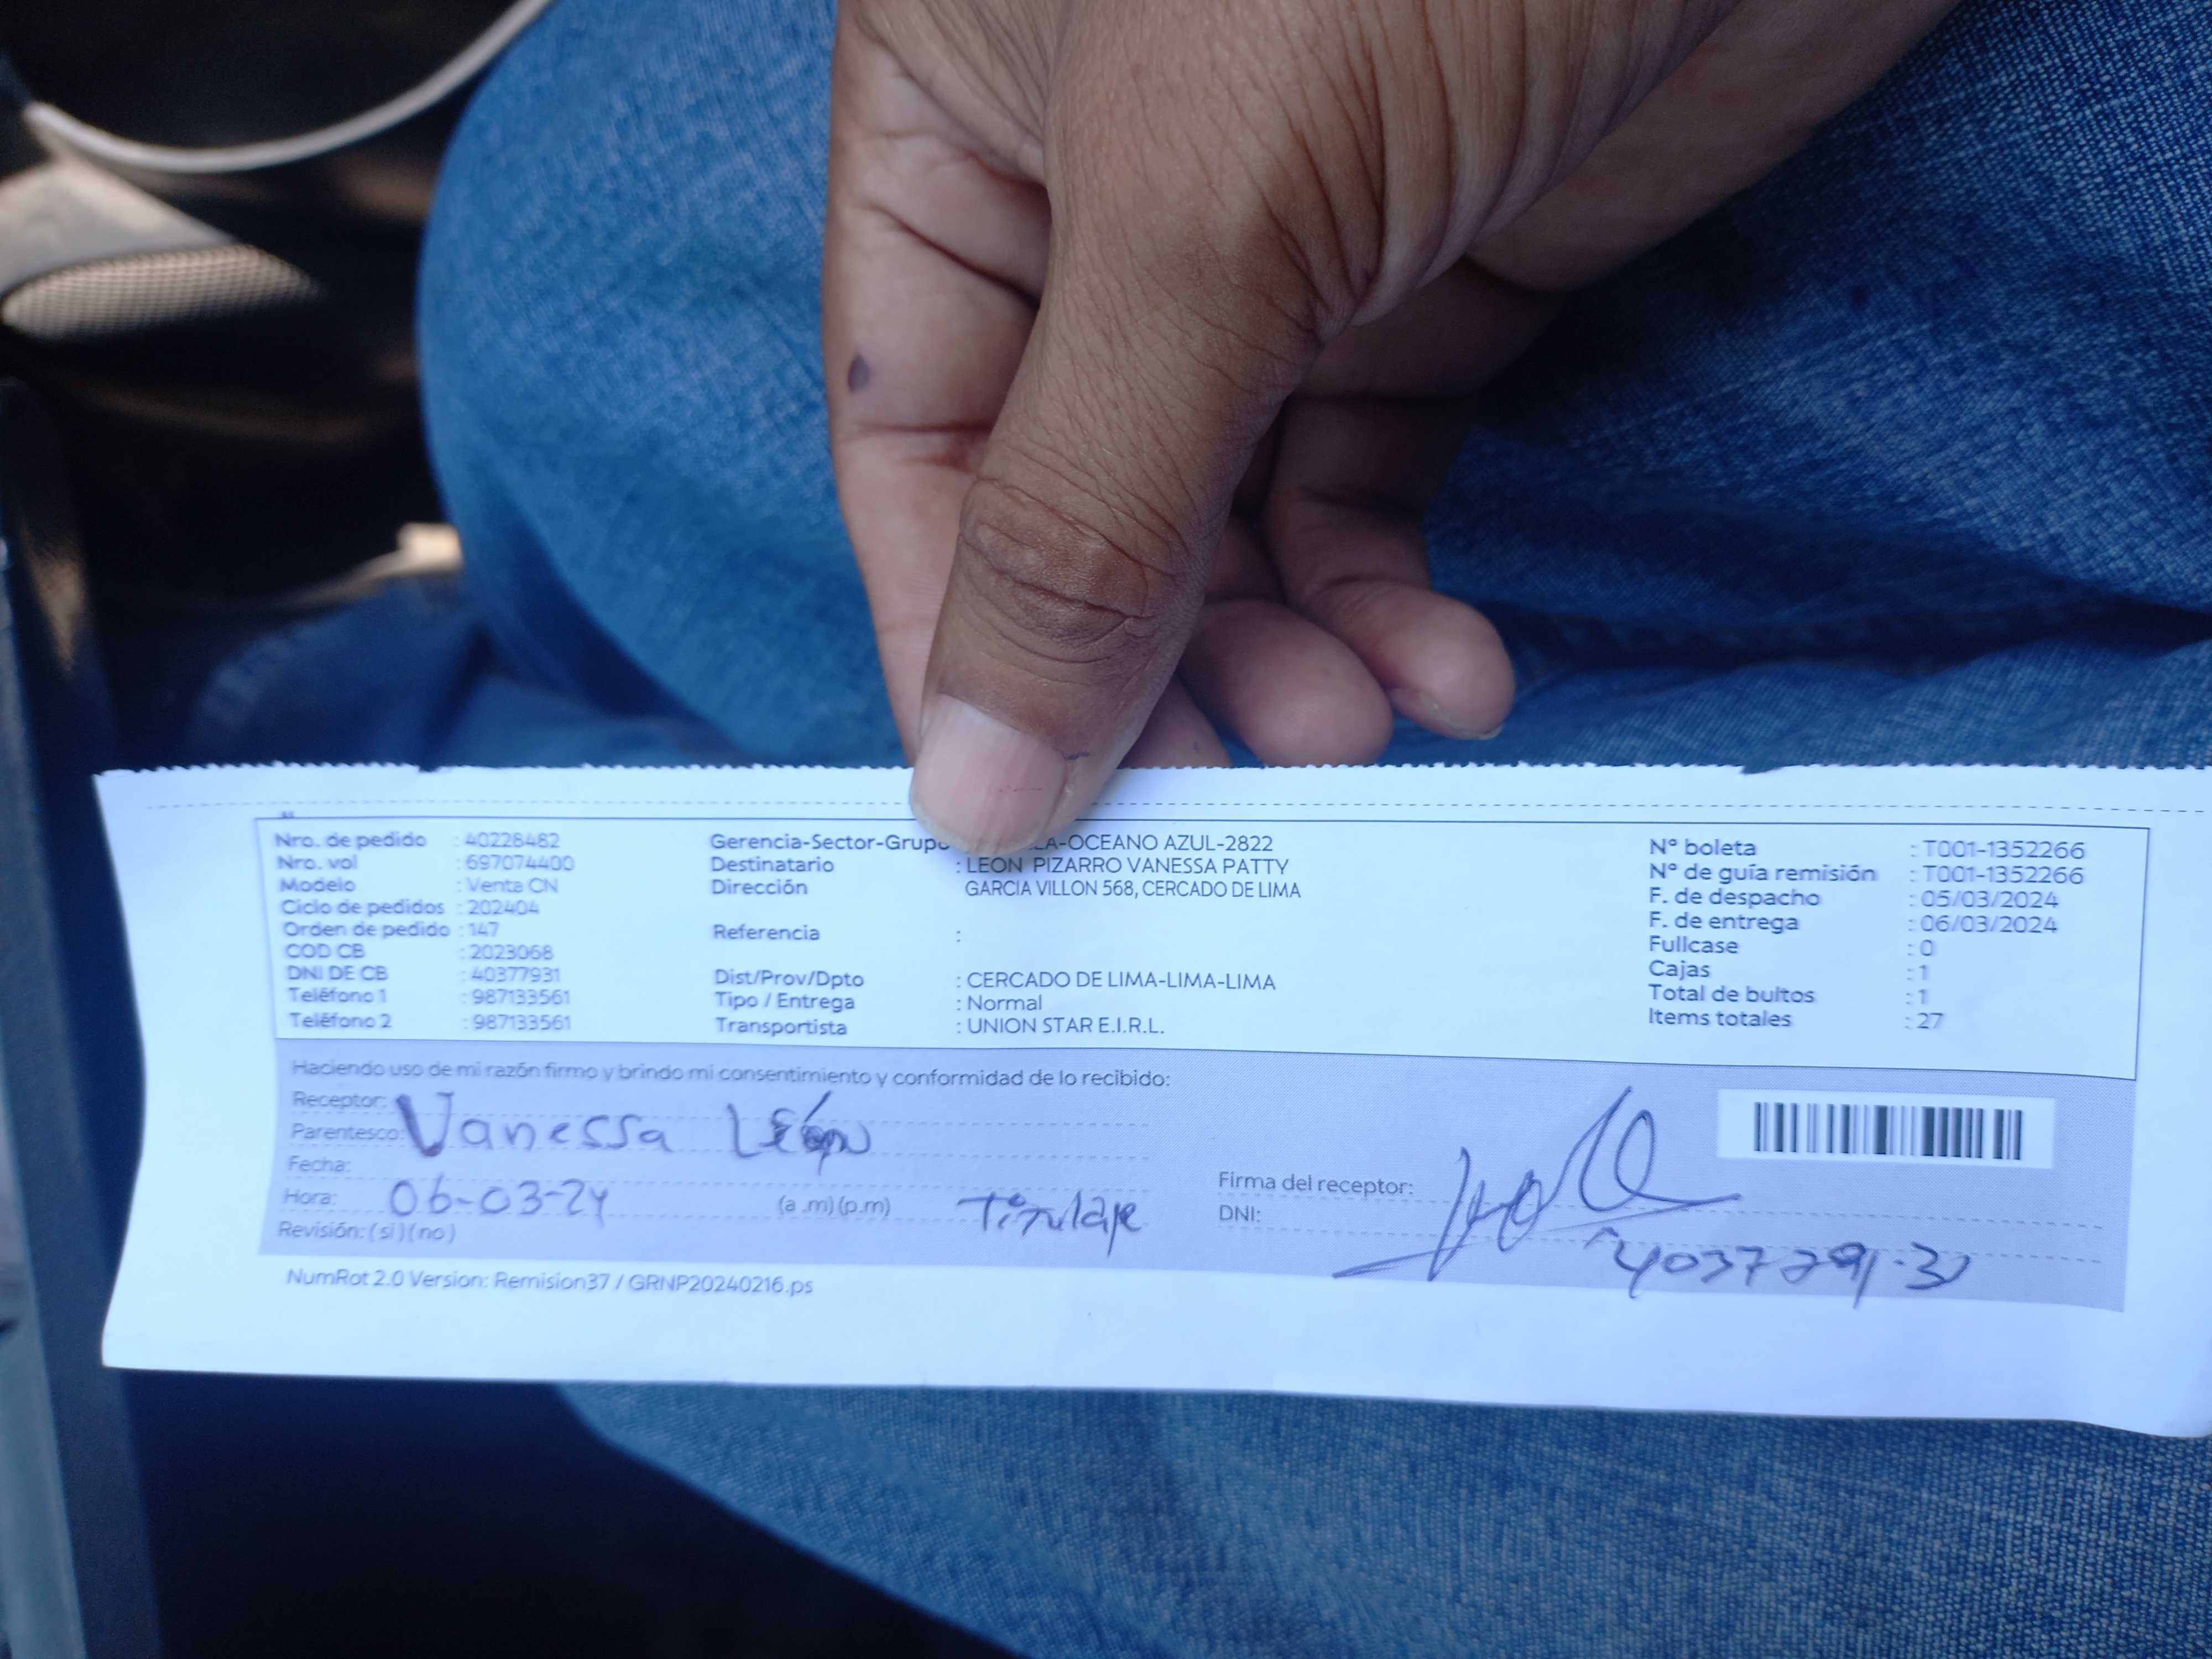 Nro. de pedido : 40228482
Nro. vol : 697074400
Modelo : Venta CN
Ciclo de pedidos : 202404
Orden de pedido : 147
COD CB : 2023068
DNI DE CB : 40377931
Teléfono 1 : 987133561
Teléfono 2 : 987133561
Gerencia-Sector-Grupo LA-OCEANO AZUL-2822
Destinatario : LEON PIZARRO VANESSA PATTY
Dirección GARCIA VILLON 568, CERCADO DE LIMA
Referencia :
Dist/Prov/Dpto : CERCADO DE LIMA-LIMA-LIMA
Tipo / Entrega : Normal
Transportista : UNION STAR E.I.R.L.
N° boleta : T001-1352266
N° de guía remisión : T001-1352266
F. de despacho : 05/03/2024
F. de entrega : 06/03/2024
Fullcase : 0
Cajas : 1
Total de bultos : 1
Items totales : 27
Haciendo uso de mi razón firmo y brindo mi consentimiento y conformidad de lo recibido:
Receptor:
Parentesco: Vanessa León
Fecha:
Hora: 06-03-24 (a .m) (p.m)
Revisión: ( si ) ( no )
Firma del receptor:
DNI:
NumRot 2.0 Version: Remision37 / GRNP20240216.ps